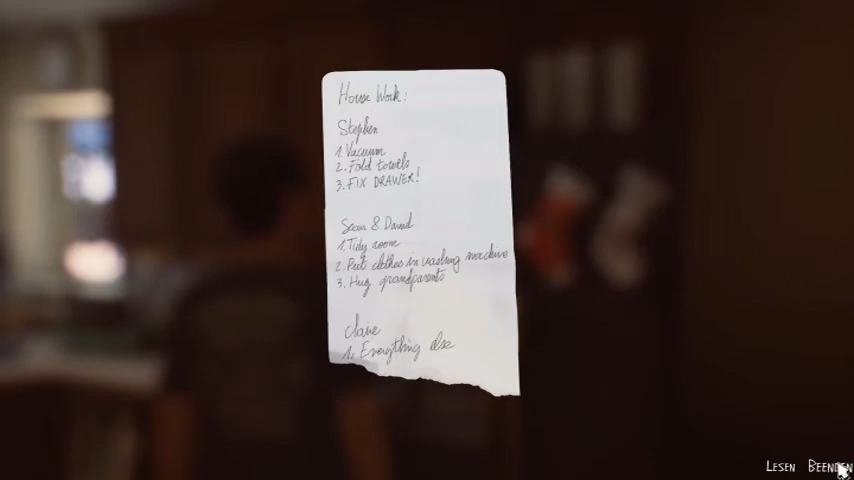 House Work:
Stephen
1. Vacuum
2. Fold towels
3. FIX DRAWER!
Sean & David
1. Tidy room
2. Put clothes in washing machine
3. Hug grandparents
Claire
1. Everything else
LESEN BEENDEN